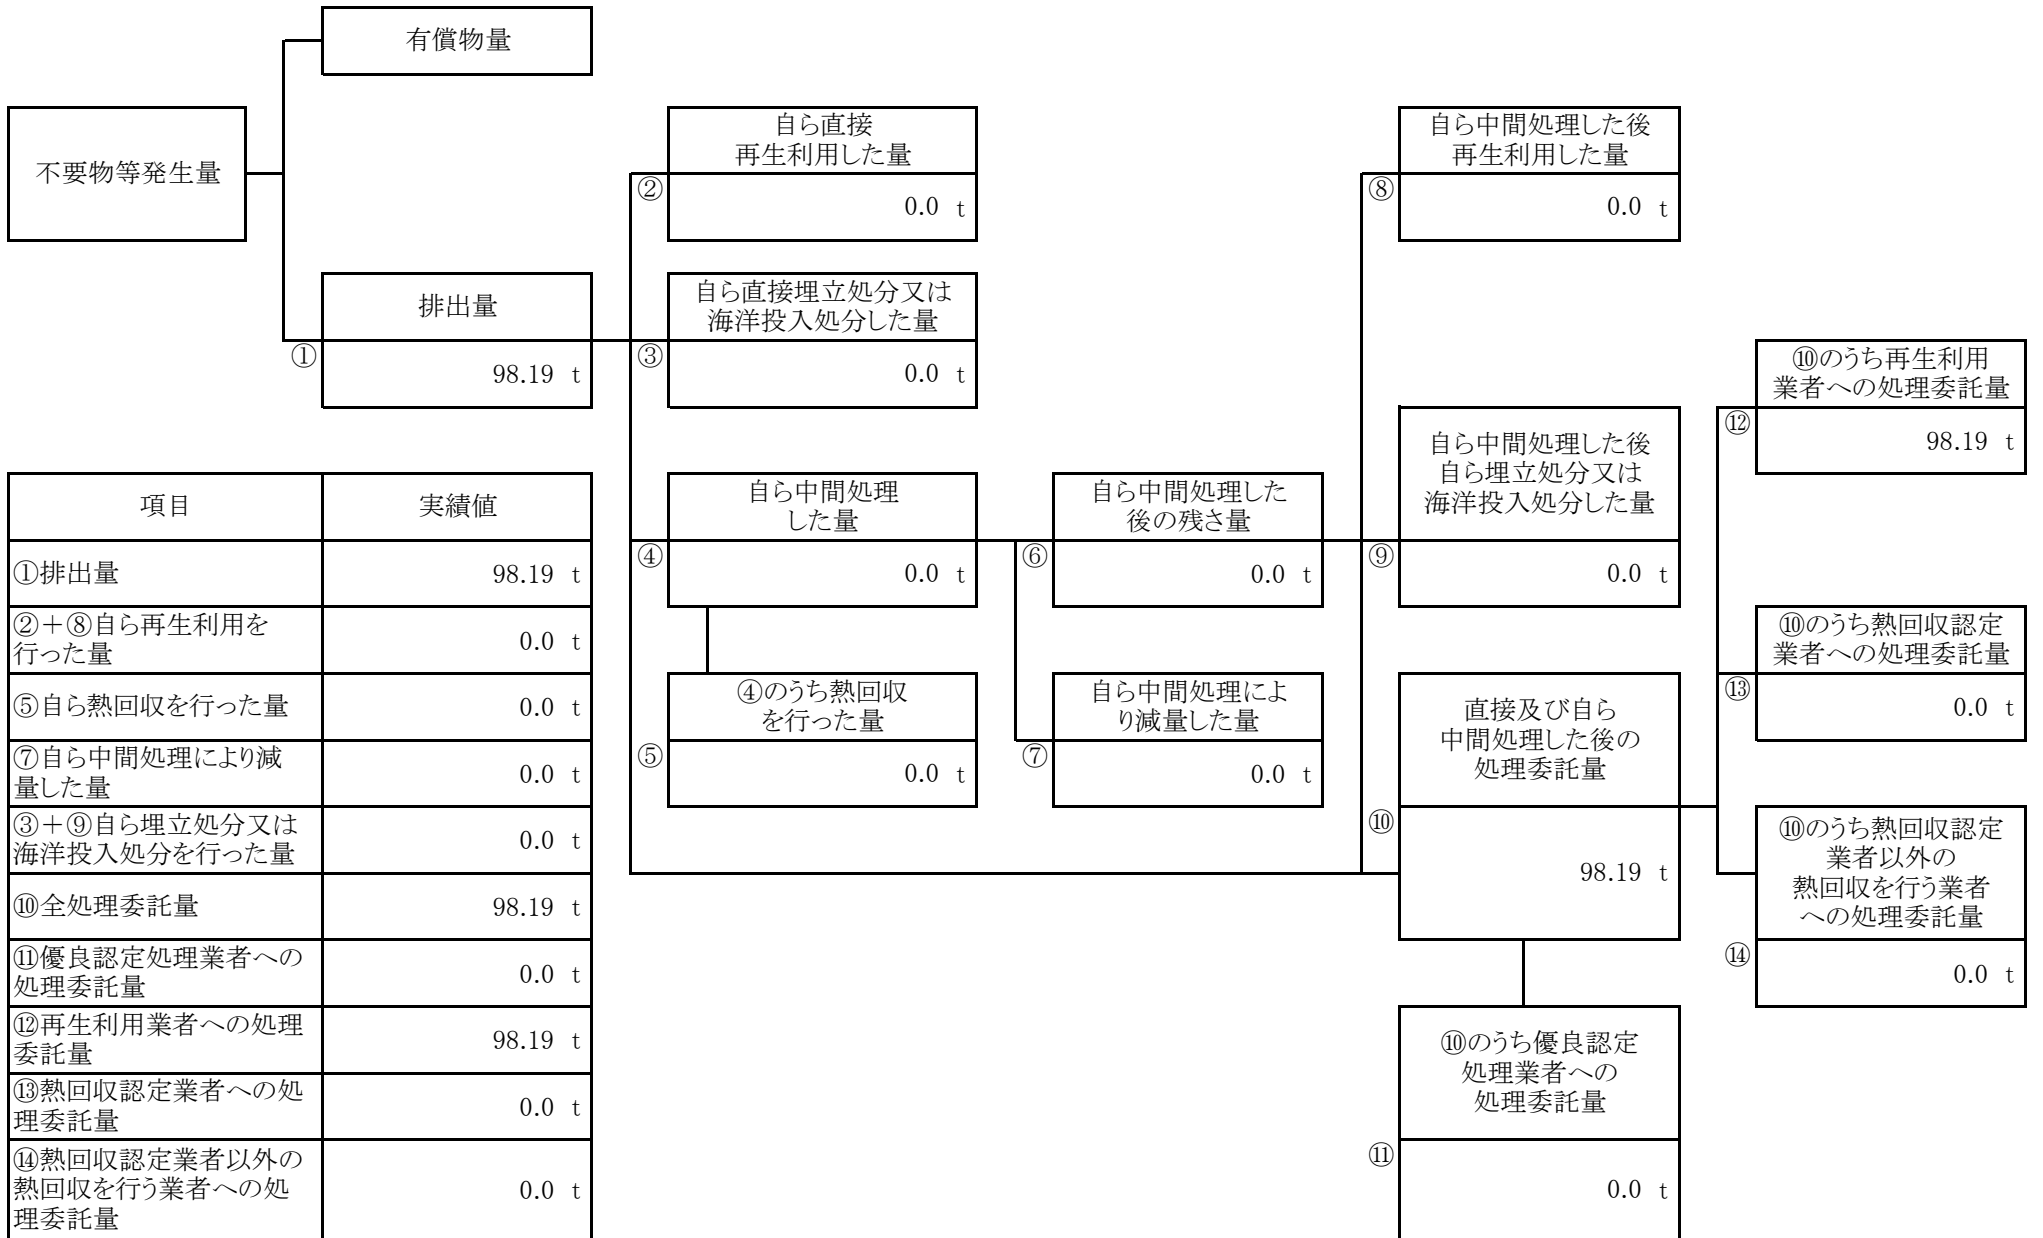 有償物量
不要物等発生量
排出量
①
98.19 t
自ら直接
再生利用した量
②
0.0 t
自ら直接埋立処分又は
海洋投入処分した量
③
0.0 t
自ら中間処理
した量
④
0.0 t
④のうち熱回収
を行った量
⑤
0.0 t
自ら中間処理した
後の残さ量
⑥
0.0 t
自ら中間処理によ
り減量した量
⑦
0.0 t
自ら中間処理した後
再生利用した量
⑧
0.0 t
自ら中間処理した後
自ら埋立処分又は
海洋投入処分した量
⑨
0.0 t
直接及び自ら
中間処理した後の
処理委託量
⑩
98.19 t
⑩のうち優良認定
処理業者への
処理委託量
⑪
0.0 t
⑩のうち再生利用
業者への処理委託量
⑫
98.19 t
⑩のうち熱回収認定
業者への処理委託量
⑬
0.0 t
⑩のうち熱回収認定
業者以外の
熱回収を行う業者
への処理委託量
⑭
0.0 t
項目 実績値
①排出量 98.19 t
②＋⑧自ら再生利用を
行った量 0.0 t
⑤自ら熱回収を行った量 0.0 t
⑦自ら中間処理により減
量した量 0.0 t
③＋⑨自ら埋立処分又は
海洋投入処分を行った量 0.0 t
⑩全処理委託量 98.19 t
⑪優良認定処理業者への
処理委託量 0.0 t
⑫再生利用業者への処理
委託量 98.19 t
⑬熱回収認定業者への処
理委託量 0.0 t
⑭熱回収認定業者以外の
熱回収を行う業者への処
理委託量 0.0 t